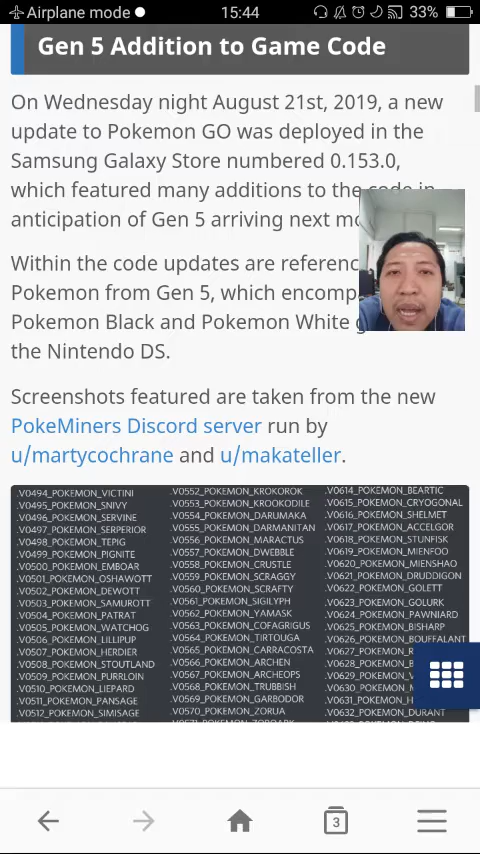 Airplane mode
15:44
33%
Gen 5 Addition to Game Code
On Wednesday night August 21st, 2019, a new
update to Pokemon GO was deployed in the
Samsung Galaxy Store numbered 0.153.0,
which featured many additions to the code in
anticipation of Gen 5 arriving next
Within the code updates are
Pokemon from Gen 5, which
Pokemon Black and Pokemon White
the Nintendo DS.
Screenshots featured are taken from the new
PokeMiners Discord server run by
u/martycochrane and u/makateller.
.V0494_POKEMON_VICTINI
.V0495_POKEMON_SNIVY
.V0496_POKEMON_SERVINE
.V0497_POKEMON_SERPERIOR
.V0498_POKEMON_TEPIG
.V0499_POKEMON_PIGNITE
.V0500_POKEMON_EMBOAR
.V0501_POKEMON_OSHAWOTT
.V0502_POKEMON_DEWOTT
.V0503_POKEMON_SAMUROTT
.V0504_POKEMON_PATRAT
.V0505_POKEMON_WATCHOG
.V0506_POKEMON_LILLIPUP
.V0507_POKEMON_HERDIER
.V0508_POKEMON_STOUTLAND
.V0509_POKEMON_PURRLOIN
.V0510_POKEMON_LIEPARD
.V0511_POKEMON_PANSAGE
.V0512_POKEMON_SIMISAGE
.V0552_POKEMON_KROKOROK
.V0553_POKEMON_KROOKODILE
.V0554_POKEMON_DARUMAKA
.V0555_POKEMON_DARMANITAN
.V0556_POKEMON_MARACTUS
.V0557_POKEMON_DWEBBLE
.V0558_POKEMON_CRUSTLE
.V0559_POKEMON_SCRAGGY
.V0560_POKEMON_SCRAFTY
.V0561_POKEMON_SIGILYPH
.V0562_POKEMON_YAMASK
.V0563_POKEMON_COFAGRIGUS
.V0564_POKEMON_TIRTOUGA
.V0565_POKEMON_CARRACOSTA
.V0566_POKEMON_ARCHEN
.V0567_POKEMON_ARCHEOPS
.V0568_POKEMON_TRUBBISH
.V0569_POKEMON_GARBODOR
.V0570_POKEMON_ZORUA
.V0614_POKEMON_BEARTIC
.V0615_POKEMON_CRYOGONAL
.V0616_POKEMON_SHELMET
.V0617_POKEMON_ACCELGOR
.V0618_POKEMON_STUNFISK
.V0619_POKEMON_MIENFOO
.V0620_POKEMON_MIENSHAO
.V0621_POKEMON_DRUDDIGON
.V0622_POKEMON_GOLETT
.V0623_POKEMON_GOLURK
.V0624_POKEMON_PAWNIARD
.V0625_POKEMON_BISHARP
.V0626_POKEMON_BOUFFALANT
.V0632_POKEMON_DURANT
3